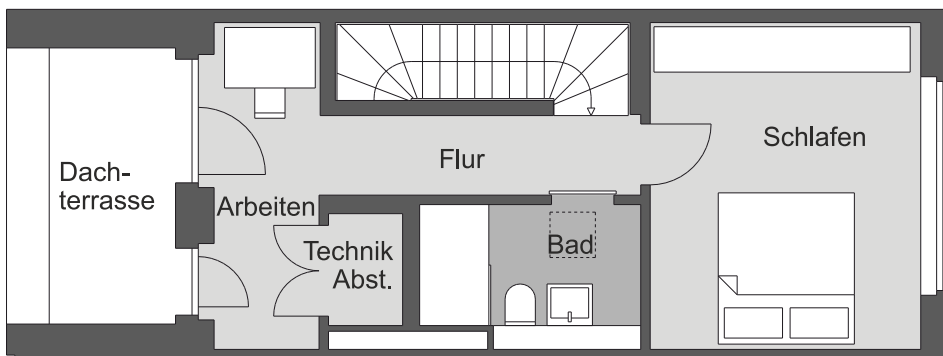 Dach-
terrasse
Arbeiten
Flur
Technik
Abst.
Bad
Schlafen